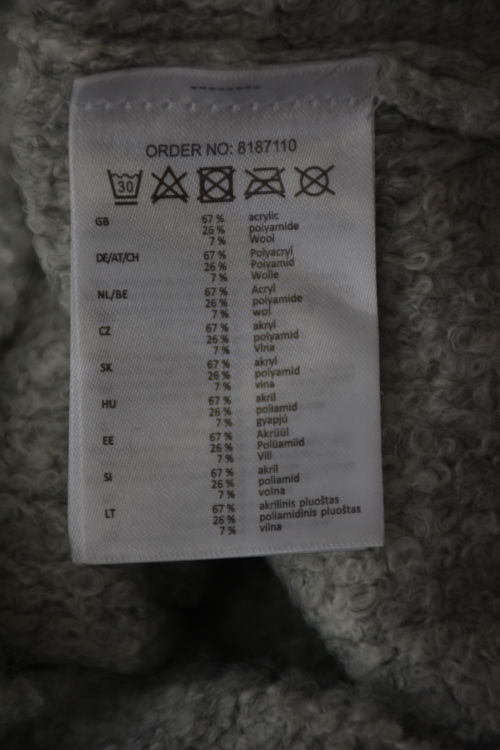 ORDER NO: 8187110
30
GB 67 % acrylic
26 % polyamide
7 % Wool
DE/AT/CH 67 % Polyacryl
26 % Polyamid
7 % Wolle
NL/BE 67 % Acryl
26 % polyamide
7 % wol
CZ 67 % akryl
26 % polyamid
7 % Vlna
SK 67 % akryl
26 % polyamid
7 % vlna
HU 67 % akril
26 % poliamid
7 % gyapjú
EE 67 % Akrüül
26 % Polüamiid
7 % Vill
SI 67 % akril
26 % poliamid
7 % volna
LT 67 % akrilinis pluoštas
26 % poliamidinis pluoštas
7 % vilna